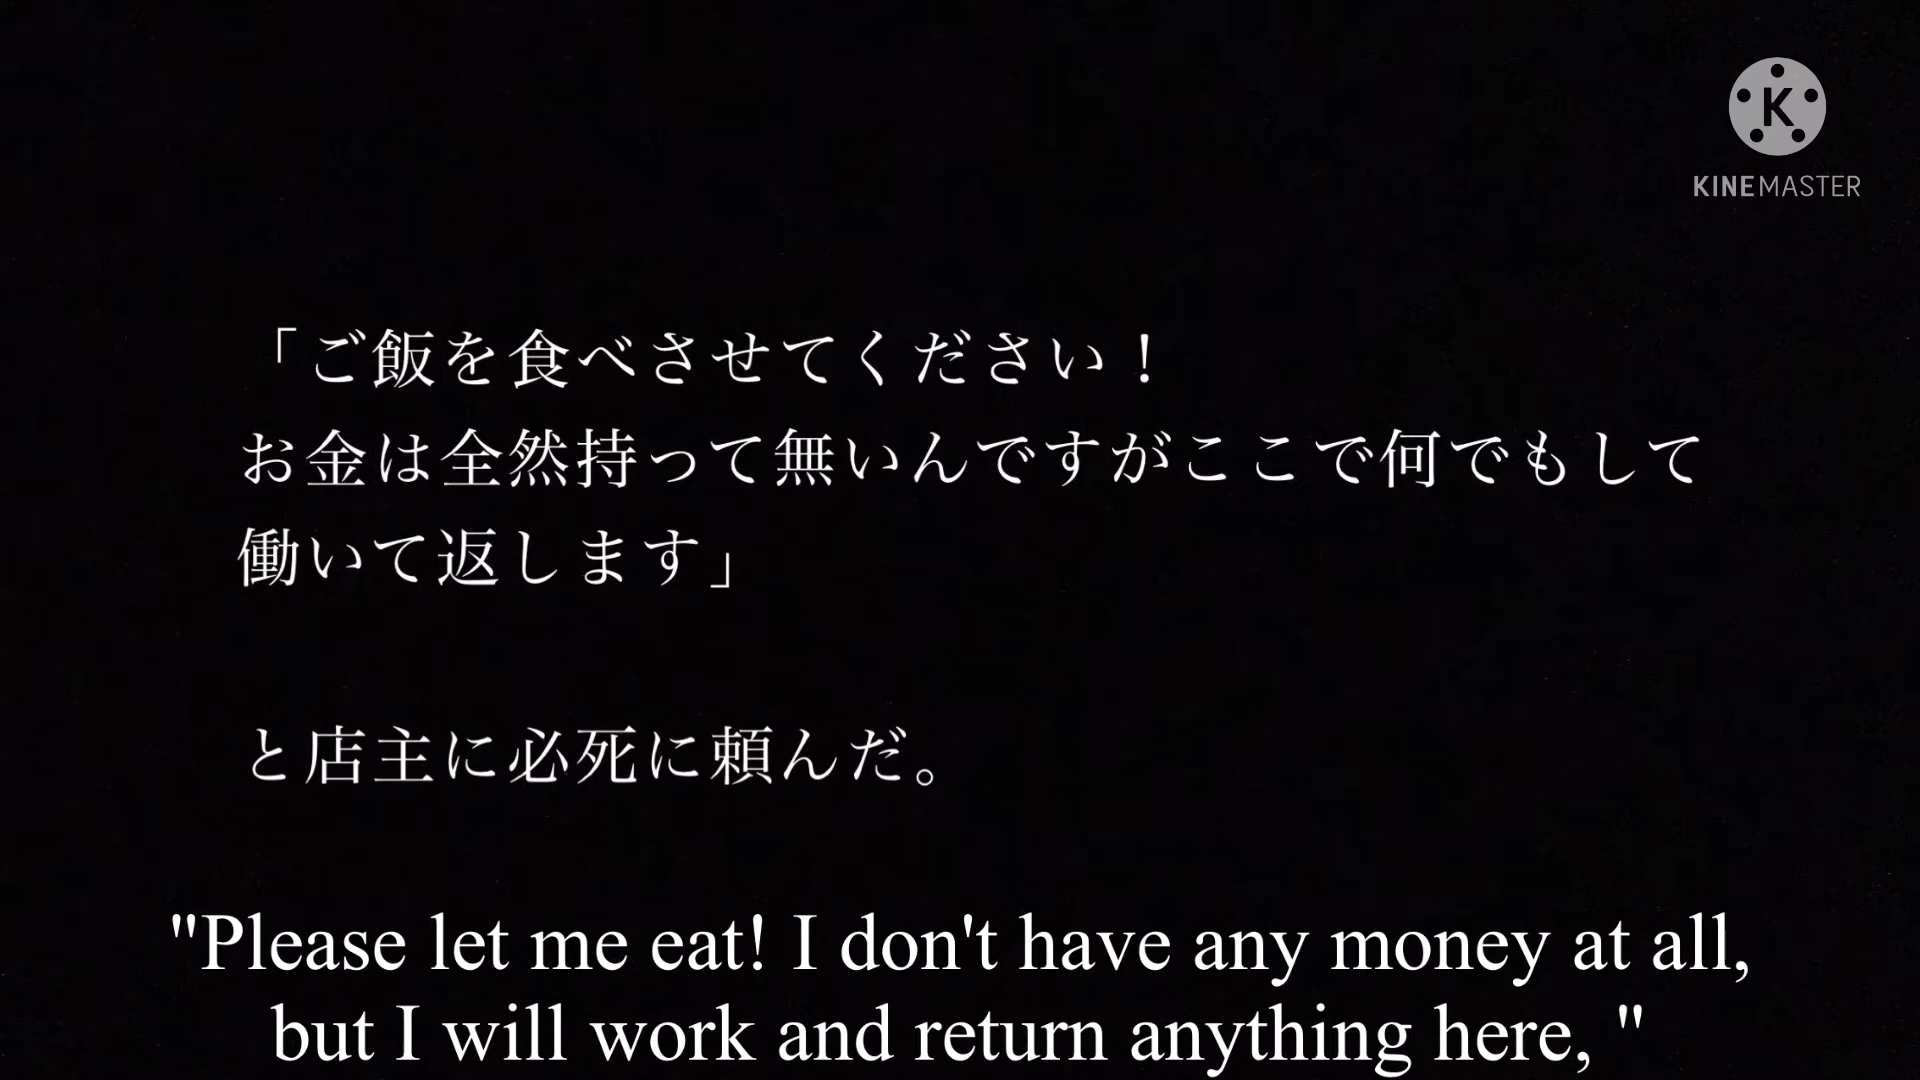 KINEMASTER
「ご飯を食べさせてください！
お金は全然持って無いんですがここで何でもして
働いて返します」
と店主に必死に頼んだ。
"Please let me eat! I don't have any money at all,
but I will work and return anything here, "